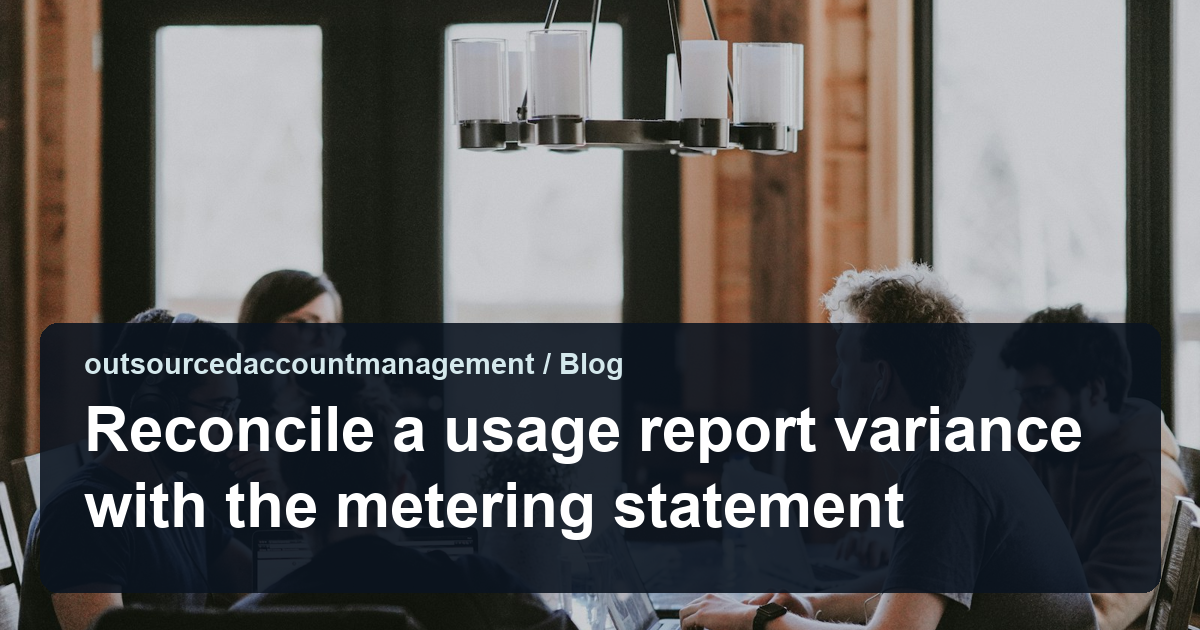 outsourcedaccountmanagement / Blog
Reconcile a usage report variance
with the metering statement